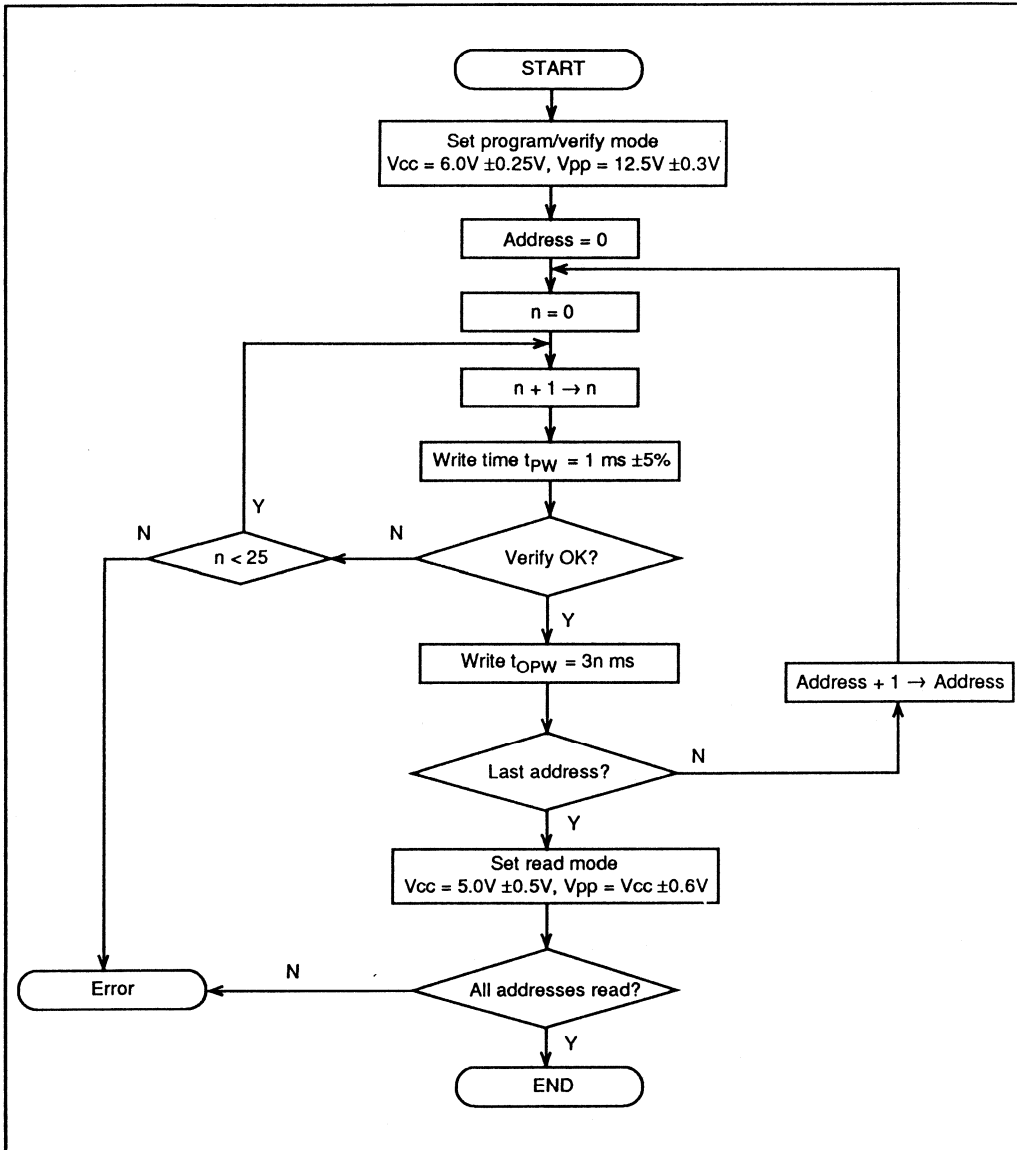 START
Set program/verify mode
Vcc = 6.0V ±0.25V, Vpp = 12.5V ±0.3V
Address = 0
n = 0
n + 1 → n
Write time tPW = 1 ms ±5%
Y
N
n < 25
N
Verify OK?
Y
Write tOPW = 3n ms
Address + 1 → Address
Last address?
N
Y
Set read mode
Vcc = 5.0V ±0.5V, Vpp = Vcc ±0.6V
Error
N
All addresses read?
Y
END